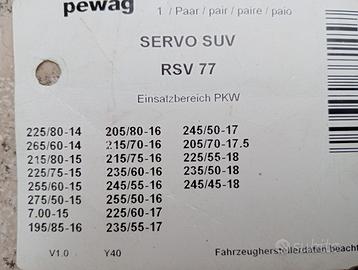 pewag
1 / Paar / pair / paire / paio
SERVO SUV
RSV 77
Einsatzbereich PKW
225/80-14 205/80-16 245/50-17
265/60-14 215/70-16 205/70-17.5
215/80-15 215/75-16 225/55-18
225/75-15 235/60-16 235/50-18
255/60-15 245/55-16 245/45-18
275/50-15 255/50-16
7.00-15 225/60-17
195/85-16 235/55-17
V1.0 Y40 Fahrzeugherstellerdaten beacht
subito